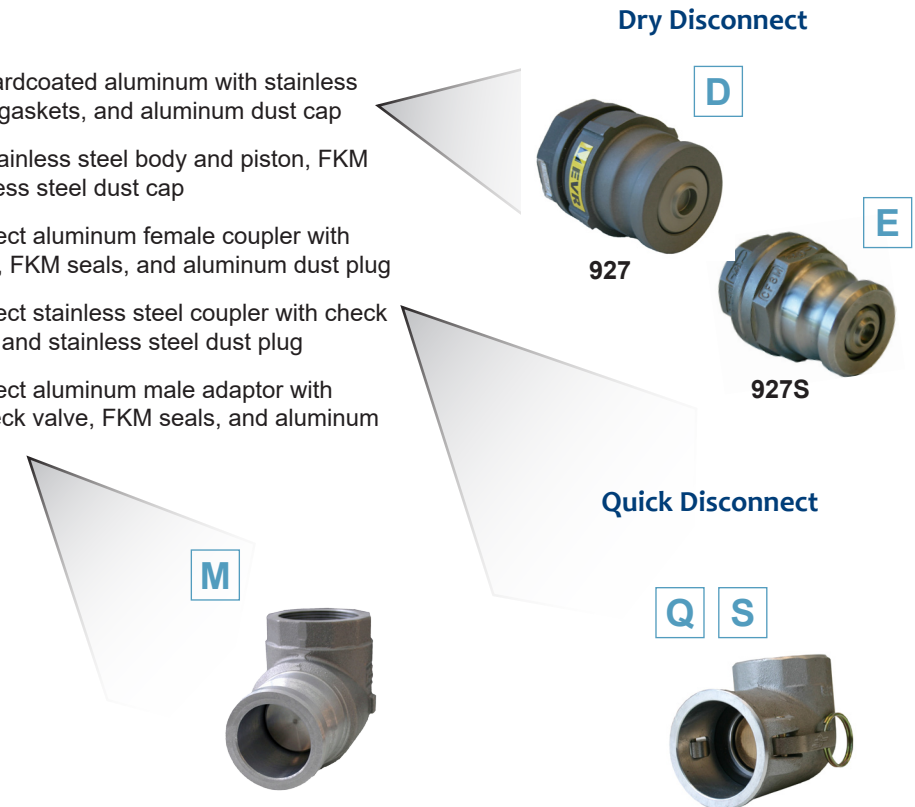 Dry Disconnect
ardcoated aluminum with stainless
gaskets, and aluminum dust cap
ainless steel body and piston, FKM
ess steel dust cap
ect aluminum female coupler with
, FKM seals, and aluminum dust plug
ect stainless steel coupler with check
and stainless steel dust plug
ect aluminum male adaptor with
eck valve, FKM seals, and aluminum
D
EVR
927
E
CF8M
927S
Quick Disconnect
M
Q S